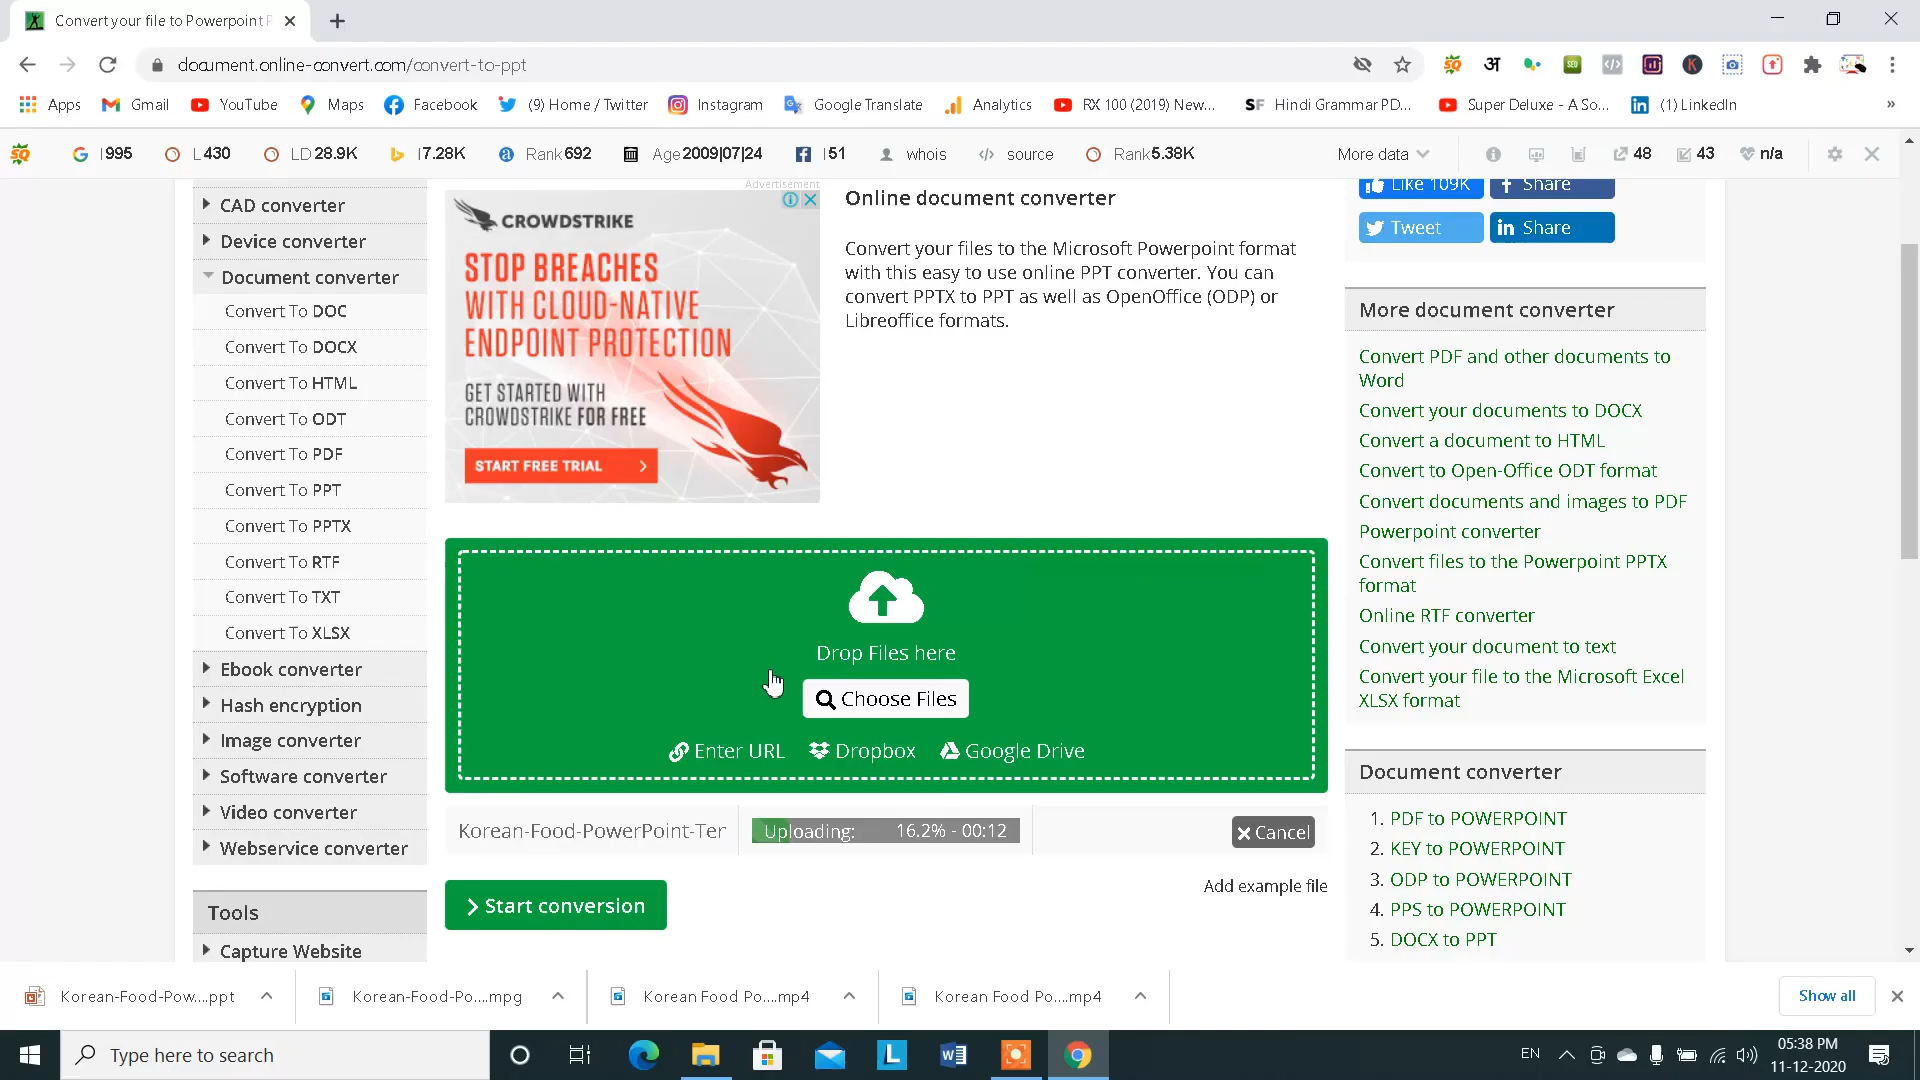 Convert your file to Powerpoint P
document.online-convert.com/convert-to-ppt
Apps
Gmail
YouTube
Maps
Facebook
(9) Home / Twitter
Instagram
Google Translate
Analytics
RX 100 (2019) New...
SF Hindi Grammar PD...
Super Deluxe - A So...
(1) LinkedIn
»
I 995
L 430
LD 28.9K
I 7.28K
Rank 692
Age 2009|07|24
I 51
whois
source
Rank 5.38K
More data
48
43
n/a
CAD converter
Device converter
Document converter
Convert To DOC
Convert To DOCX
Convert To HTML
Convert To ODT
Convert To PDF
Convert To PPT
Convert To PPTX
Convert To RTF
Convert To TXT
Convert To XLSX
Ebook converter
Hash encryption
Image converter
Software converter
Video converter
Webservice converter
Tools
Capture Website
Advertisement
CROWDSTRIKE
STOP BREACHES
WITH CLOUD-NATIVE
ENDPOINT PROTECTION
GET STARTED WITH
CROWDSTRIKE FOR FREE
START FREE TRIAL
Online document converter
Convert your files to the Microsoft Powerpoint format
with this easy to use online PPT converter. You can
convert PPTX to PPT as well as OpenOffice (ODP) or
Libreoffice formats.
Drop Files here
Choose Files
Enter URL
Dropbox
Google Drive
Korean-Food-PowerPoint-Ter
Uploading: 16.2% - 00:12
Cancel
Start conversion
Add example file
Like 109K
Share
Tweet
Share
More document converter
Convert PDF and other documents to
Word
Convert your documents to DOCX
Convert a document to HTML
Convert to Open-Office ODT format
Convert documents and images to PDF
Powerpoint converter
Convert files to the Powerpoint PPTX
format
Online RTF converter
Convert your document to text
Convert your file to the Microsoft Excel
XLSX format
Document converter
1. PDF to POWERPOINT
2. KEY to POWERPOINT
3. ODP to POWERPOINT
4. PPS to POWERPOINT
5. DOCX to PPT
Korean-Food-Pow....ppt
Korean-Food-Po....mpg
Korean Food Po....mp4
Korean Food Po....mp4
Show all
Type here to search
EN
05:38 PM
11-12-2020